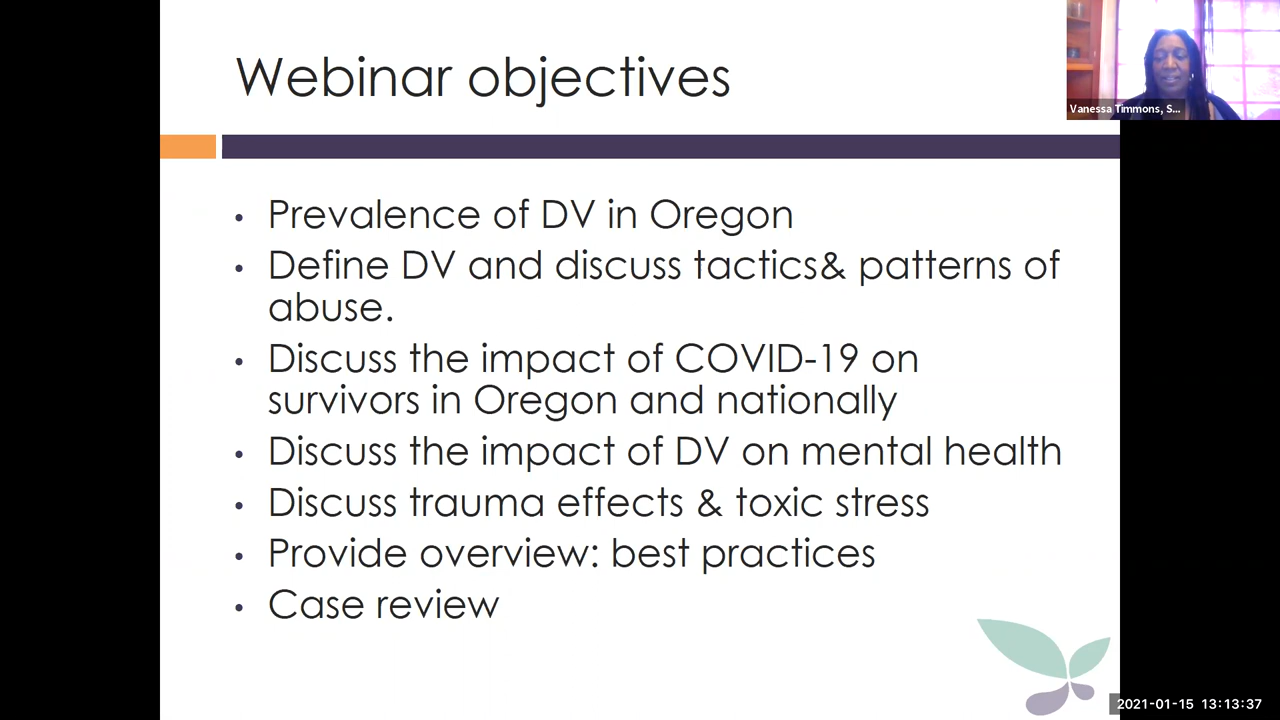 Webinar objectives
Vanessa Timmons, S...
• Prevalence of DV in Oregon
• Define DV and discuss tactics& patterns of
abuse.
• Discuss the impact of COVID-19 on
survivors in Oregon and nationally
• Discuss the impact of DV on mental health
• Discuss trauma effects & toxic stress
• Provide overview: best practices
• Case review
2021-01-15 13:13:37